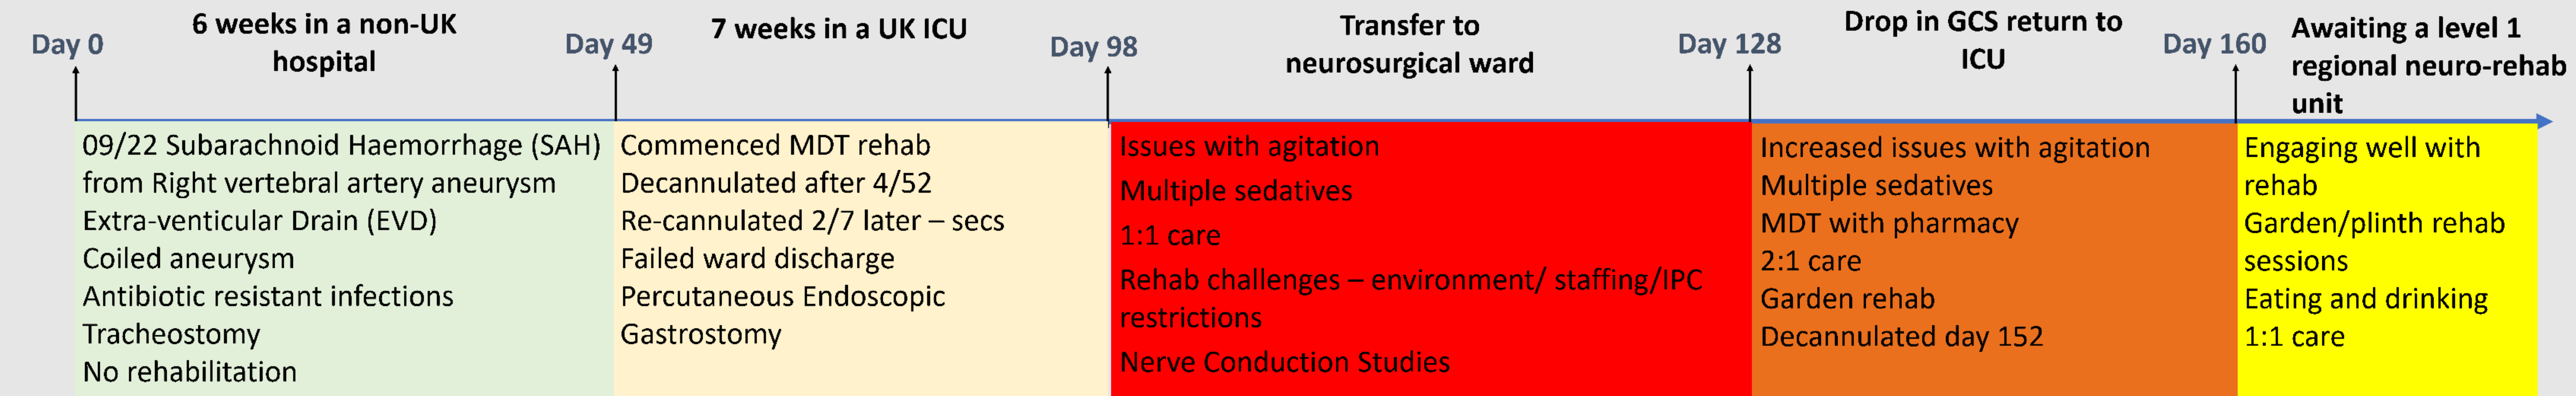 Day 0
6 weeks in a non-UK
hospital
Day 49
7 weeks in a UK ICU
Day 98
Transfer to
neurosurgical ward
Day 128
Drop in GCS return to
ICU
Day 160
Awaiting a level 1
regional neuro-rehab
unit
09/22 Subarachnoid Haemorrhage (SAH)
from Right vertebral artery aneurysm
Extra-venticular Drain (EVD)
Coiled aneurysm
Antibiotic resistant infections
Tracheostomy
No rehabilitation
Commenced MDT rehab
Decannulated after 4/52
Re-cannulated 2/7 later – secs
Failed ward discharge
Percutaneous Endoscopic
Gastrostomy
Issues with agitation
Multiple sedatives
1:1 care
Rehab challenges – environment/ staffing/IPC
restrictions
Nerve Conduction Studies
Increased issues with agitation
Multiple sedatives
MDT with pharmacy
2:1 care
Garden rehab
Decannulated day 152
Engaging well with
rehab
Garden/plinth rehab
sessions
Eating and drinking
1:1 care